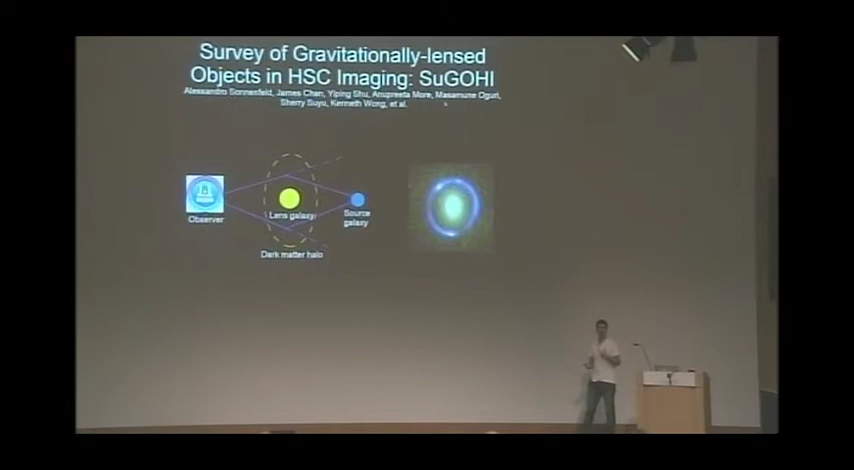 Survey of Gravitationally-lensed
Objects in HSC Imaging: SuGOHI
Alessandro Sonnenfeld, James Chan, Yiping Shu, Anupreeta More, Masamune Oguri,
Sherry Suyu, Kenneth Wong, et al.
Observer
Lens galaxy
Source
galaxy
Dark matter halo